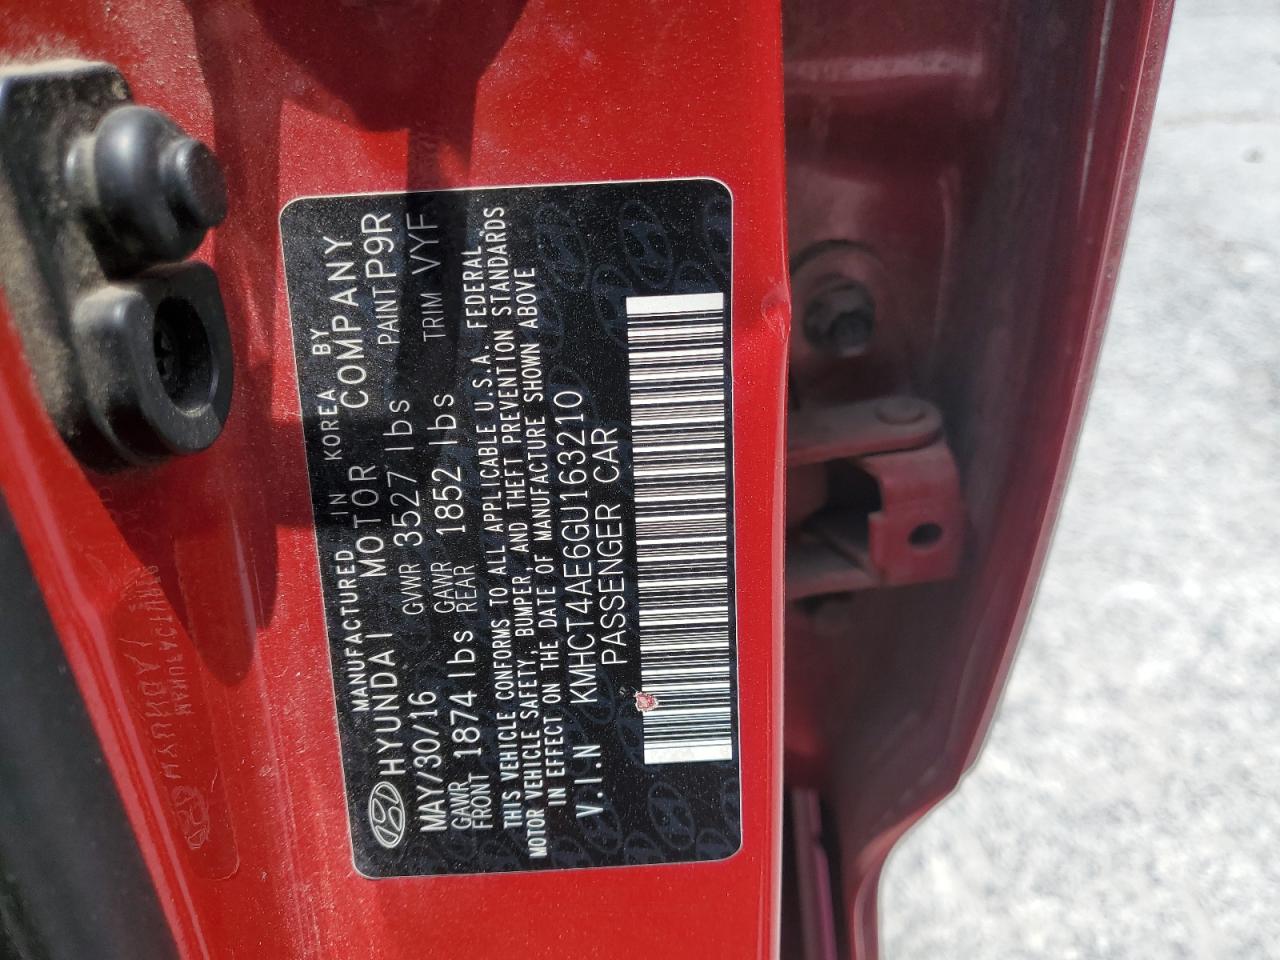 MANUFACTURED IN KOREA BY
HYUNDAI MOTOR COMPANY
MAY/30/16 GVWR 3527 lbs PAINT P9R
GAWR FRONT 1874 lbs GAWR REAR 1852 lbs TRIM VYF
THIS VEHICLE CONFORMS TO ALL APPLICABLE U.S.A. FEDERAL
MOTOR VEHICLE SAFETY, BUMPER, AND THEFT PREVENTION STANDARDS
IN EFFECT ON THE DATE OF MANUFACTURE SHOWN ABOVE
V.I.N KMHCT4AE6GU163210
PASSENGER CAR